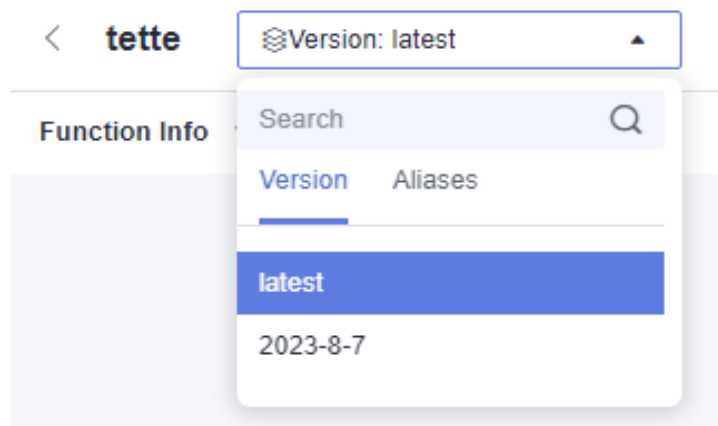 tette
Version: latest
Function Info
Search
Version Aliases
latest
2023-8-7